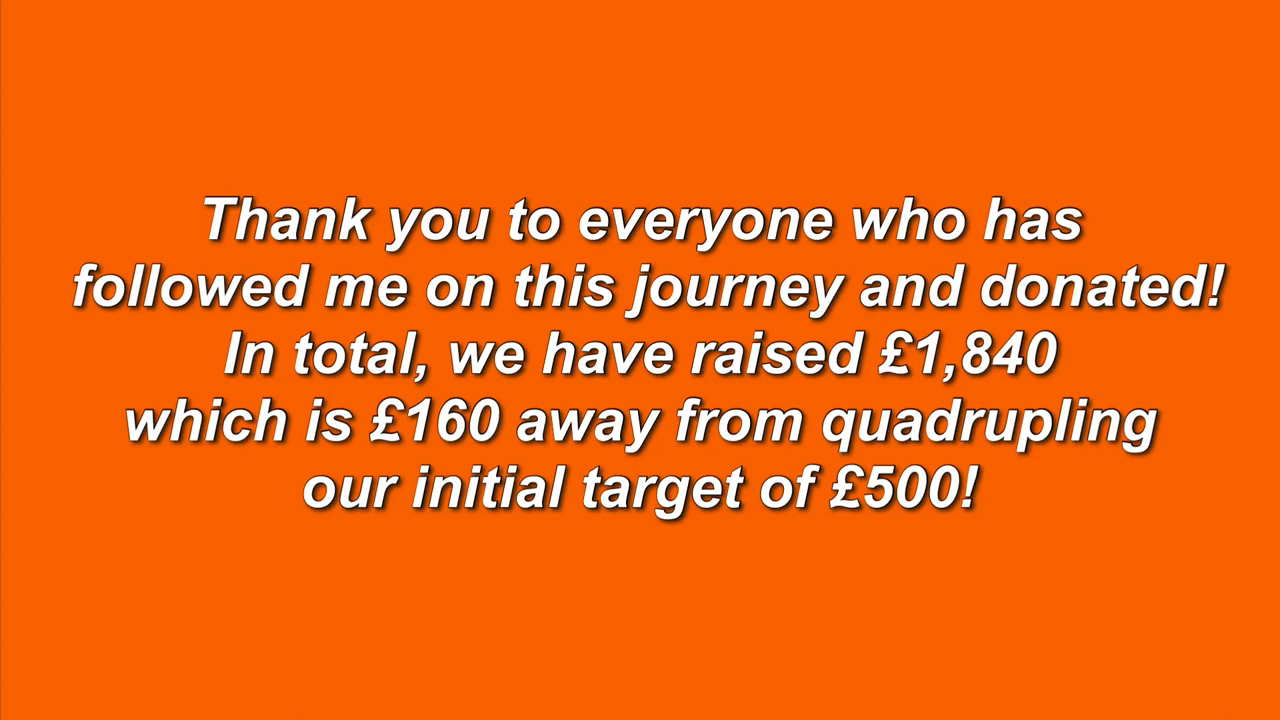 Thank you to everyone who has
followed me on this journey and donated!
In total, we have raised £1,840
which is £160 away from quadrupling
our initial target of £500!